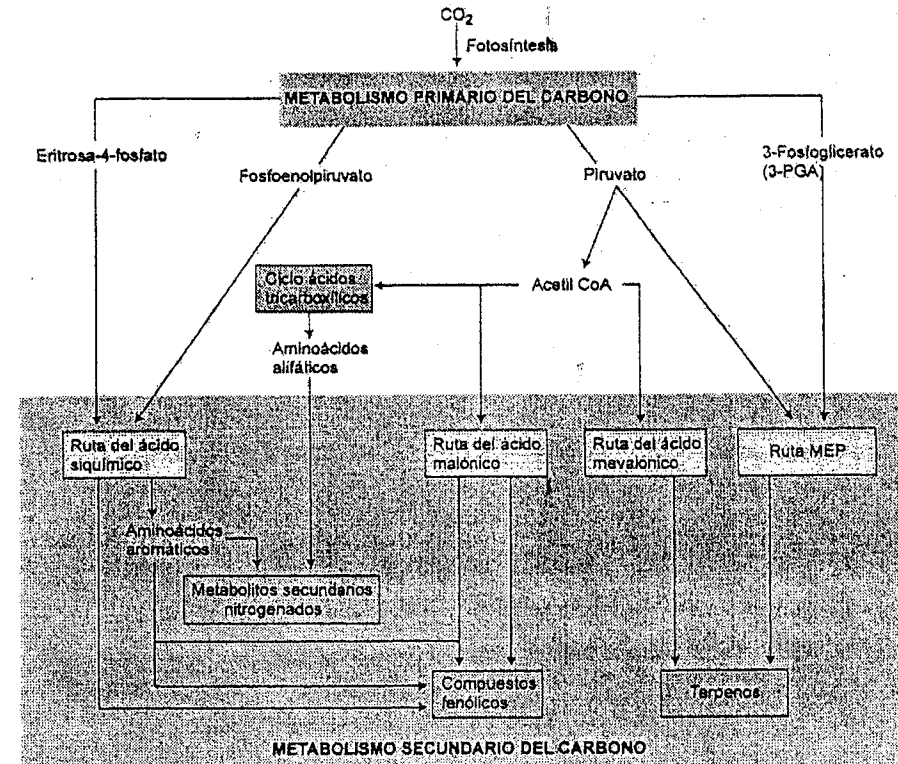 CO₂
Fotosíntesis
METABOLISMO PRIMARIO DEL CARBONO
Eritrosa-4-fosfato
Fosfoenolpiruvato
Piruvato
3-Fosfoglicerato
(3-PGA)
Ciclo ácidos
tricarboxílicos
Acetil CoA
Aminoácidos
alifáticos
Ruta del ácido
siquímico
Ruta del ácido
malónico
Ruta del ácido
mevalónico
Ruta MEP
Aminoácidos
aromáticos
Metabolitos secundarios
nitrogenados
Compuestos
fenólicos
Terpenos
METABOLISMO SECUNDARIO DEL CARBONO